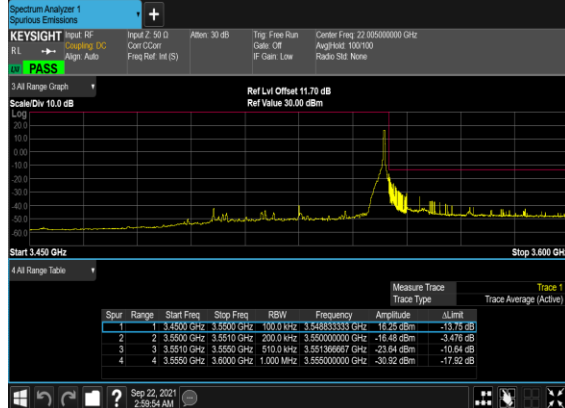 Spectrum Analyzer 1
Spurious Emissions
KEYSIGHT Input: RF Input Z: 50 Ω Atten: 30 dB Trig: Free Run Center Freq: 22.005000000 GHz
RL Coupling: DC Corr CCorr Gate: Off Avg|Hold: 100/100
Align: Auto Freq Ref: Int (S) IF Gain: Low Radio Std: None
PASS
3 All Range Graph
Ref Lvl Offset 11.70 dB
Scale/Div 10.0 dB Ref Value 30.00 dBm
Log
20.0
10.0
0.00
-10.0
-20.0
-30.0
-40.0
-50.0
-60.0
Start 3.450 GHz Stop 3.600 GHz
4 All Range Table
Measure Trace Trace 1
Trace Type Trace Average (Active)
Spur Range Start Freq Stop Freq RBW Frequency Amplitude ΔLimit
1 1 3.4500 GHz 3.5500 GHz 100.0 kHz 3.548833333 GHz 16.25 dBm -13.75 dB
2 2 3.5500 GHz 3.5510 GHz 200.0 kHz 3.550000000 GHz -16.48 dBm -3.476 dB
3 3 3.5510 GHz 3.5550 GHz 510.0 kHz 3.551366667 GHz -23.64 dBm -10.64 dB
4 4 3.5550 GHz 3.6000 GHz 1.000 MHz 3.555000000 GHz -30.92 dBm -17.92 dB
? Sep 22, 2021
2:59:54 AM